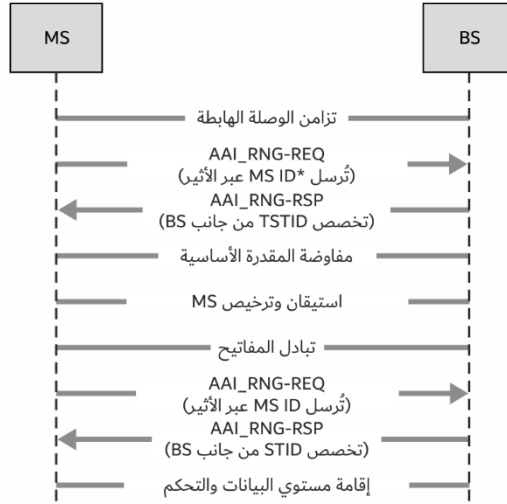 MS
BS
تزامن الوصلة الهابطة
AAI_RNG-REQ
(تُرسل *MS ID عبر الأثير)
AAI_RNG-RSP
(تخصص TSTID من جانب BS)
مفاوضة المقدرة الأساسية
استيقان وترخيص MS
تبادل المفاتيح
AAI_RNG-REQ
(تُرسل MS ID عبر الأثير)
AAI_RNG-RSP
(تخصص STID من جانب BS)
إقامة مستوي البيانات والتحكم